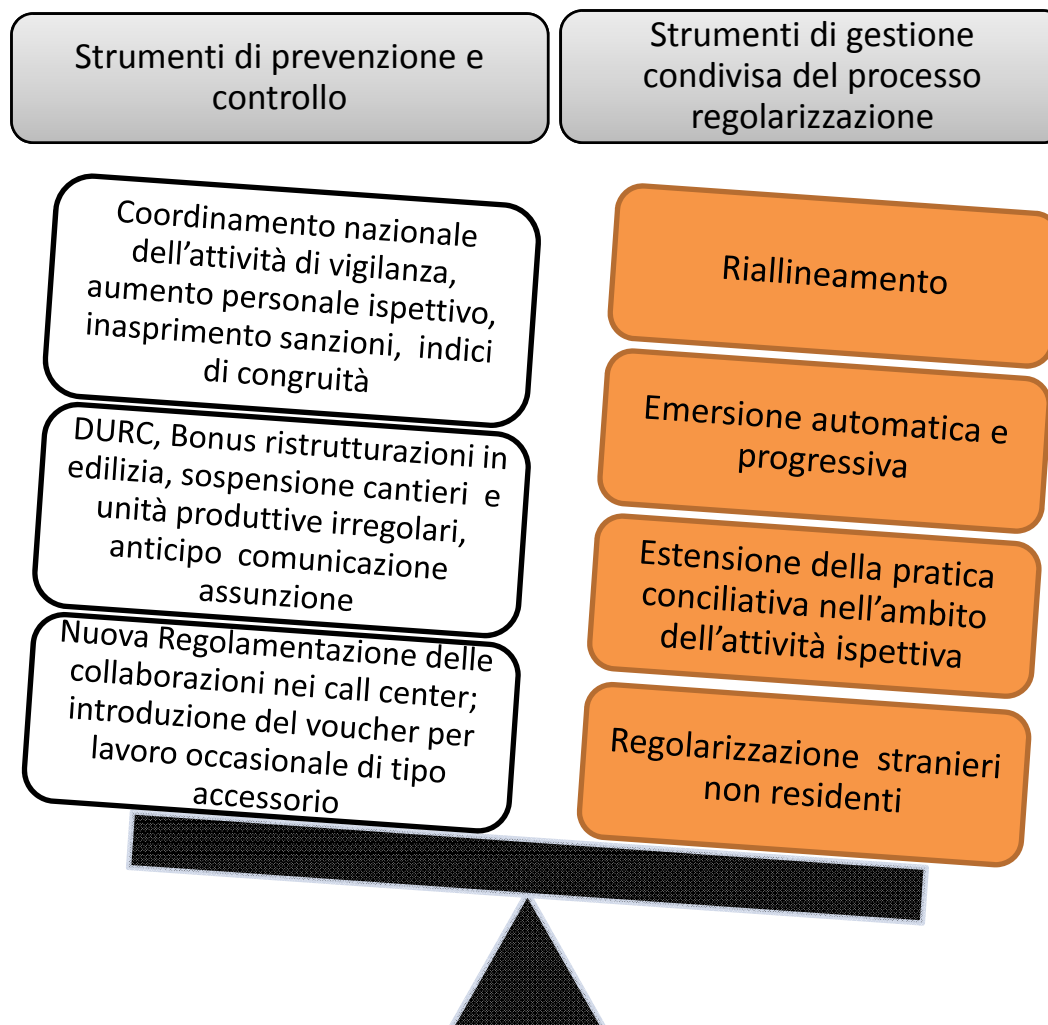 Strumenti di prevenzione e
controllo
Strumenti di gestione
condivisa del processo
regolarizzazione
Coordinamento nazionale
dell’attività di vigilanza,
aumento personale ispettivo,
inasprimento sanzioni, indici
di congruità
DURC, Bonus ristrutturazioni in
edilizia, sospensione cantieri e
unità produttive irregolari,
anticipo comunicazione
assunzione
Nuova Regolamentazione delle
collaborazioni nei call center;
introduzione del voucher per
lavoro occasionale di tipo
accessorio
Riallineamento
Emersione automatica e
progressiva
Estensione della pratica
conciliativa nell’ambito
dell’attività ispettiva
Regolarizzazione stranieri
non residenti